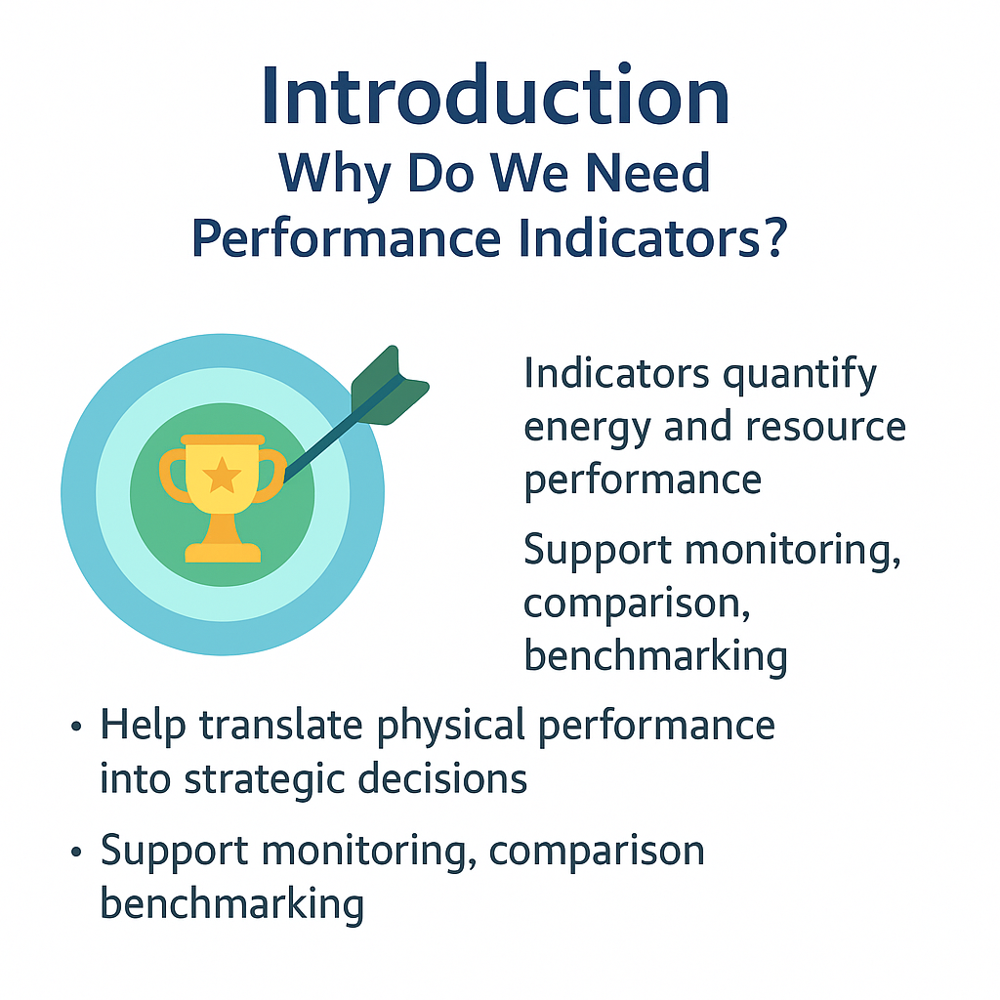 Introduction
Why Do We Need
Performance Indicators?
Indicators quantify
energy and resource
performance
Support monitoring,
comparison,
benchmarking
• Help translate physical performance
into strategic decisions
• Support monitoring, comparison
benchmarking